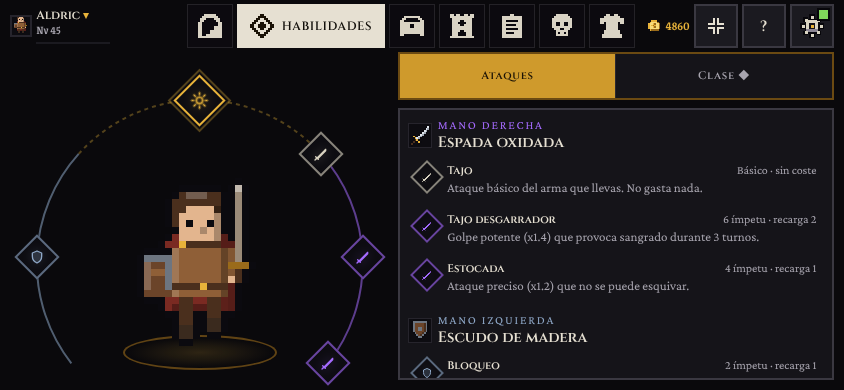 Aldric ▼
Nv 45
Habilidades
4860
?
Ataques
Clase ◆
Mano derecha
Espada oxidada
Tajo
Básico · sin coste
Ataque básico del arma que llevas. No gasta nada.
Tajo desgarrador
6 ímpetu · recarga 2
Golpe potente (x1.4) que provoca sangrado durante 3 turnos.
Estocada
4 ímpetu · recarga 1
Ataque preciso (x1.2) que no se puede esquivar.
Mano izquierda
Escudo de madera
Bloqueo
2 ímpetu · recarga 1